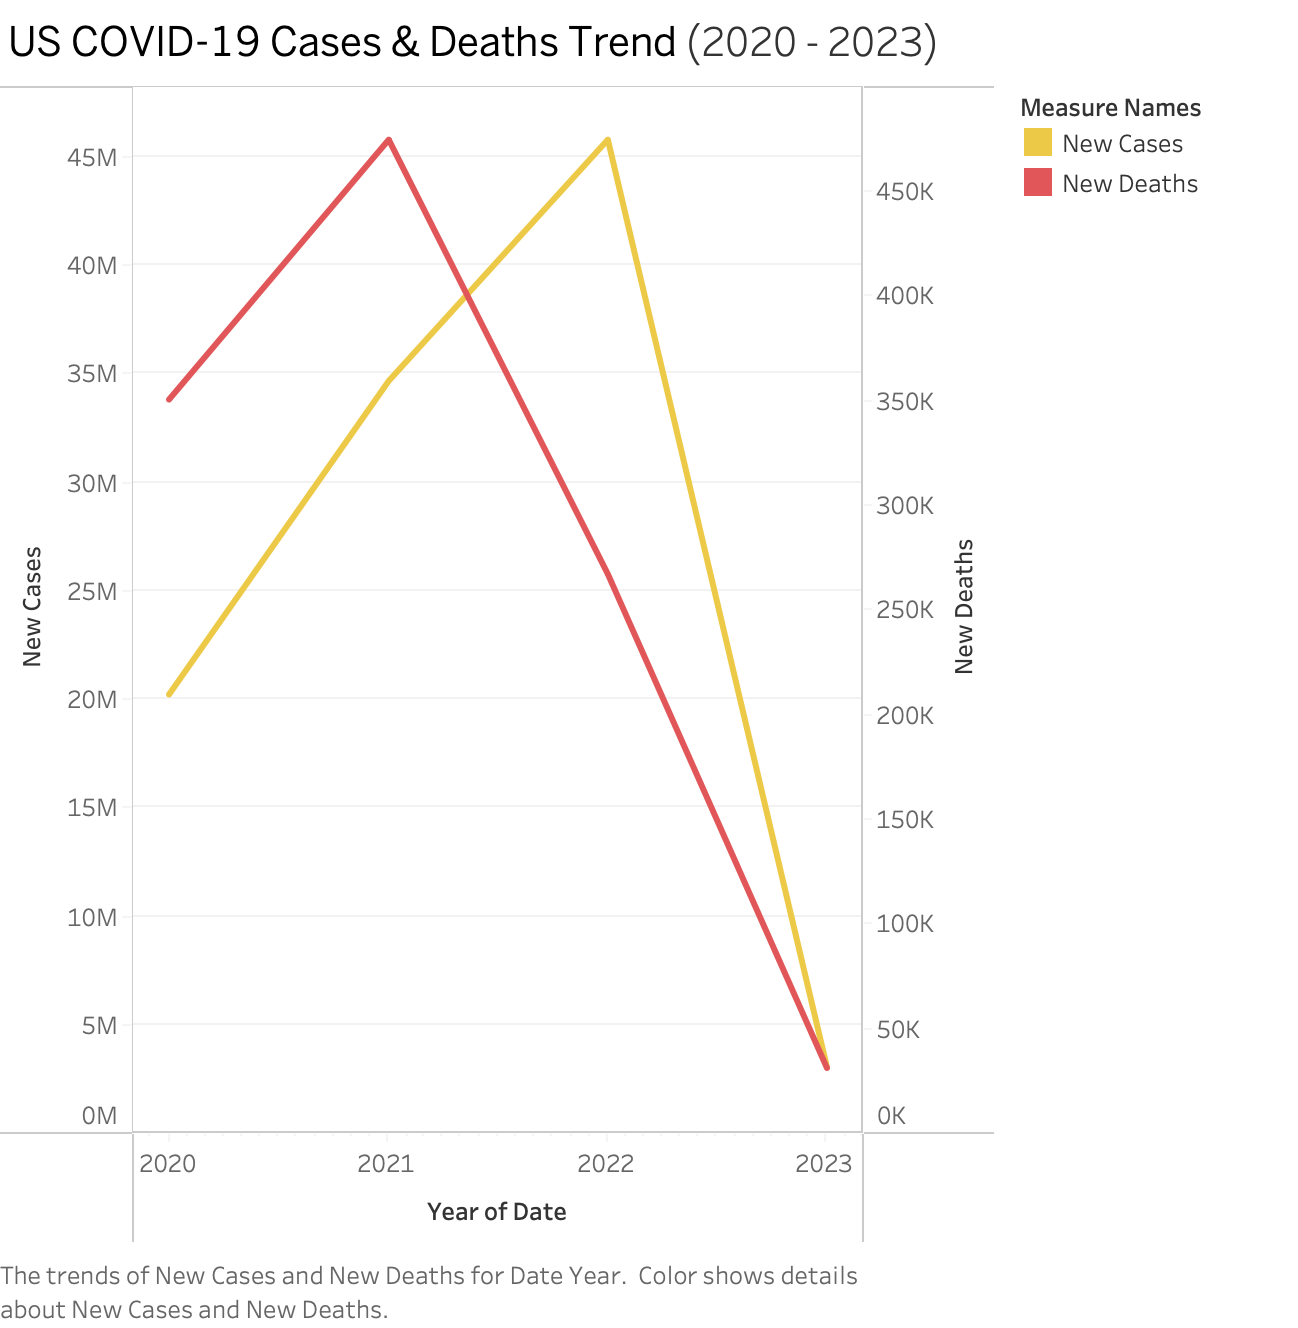 US COVID-19 Cases & Deaths Trend (2020 - 2023)
Measure Names
New Cases
New Deaths
45M
40M
35M
30M
25M
20M
15M
10M
5M
0M
New Cases
450K
400K
350K
300K
250K
200K
150K
100K
50K
0K
New Deaths
2020 2021 2022 2023
Year of Date
The trends of New Cases and New Deaths for Date Year.  Color shows details
about New Cases and New Deaths.